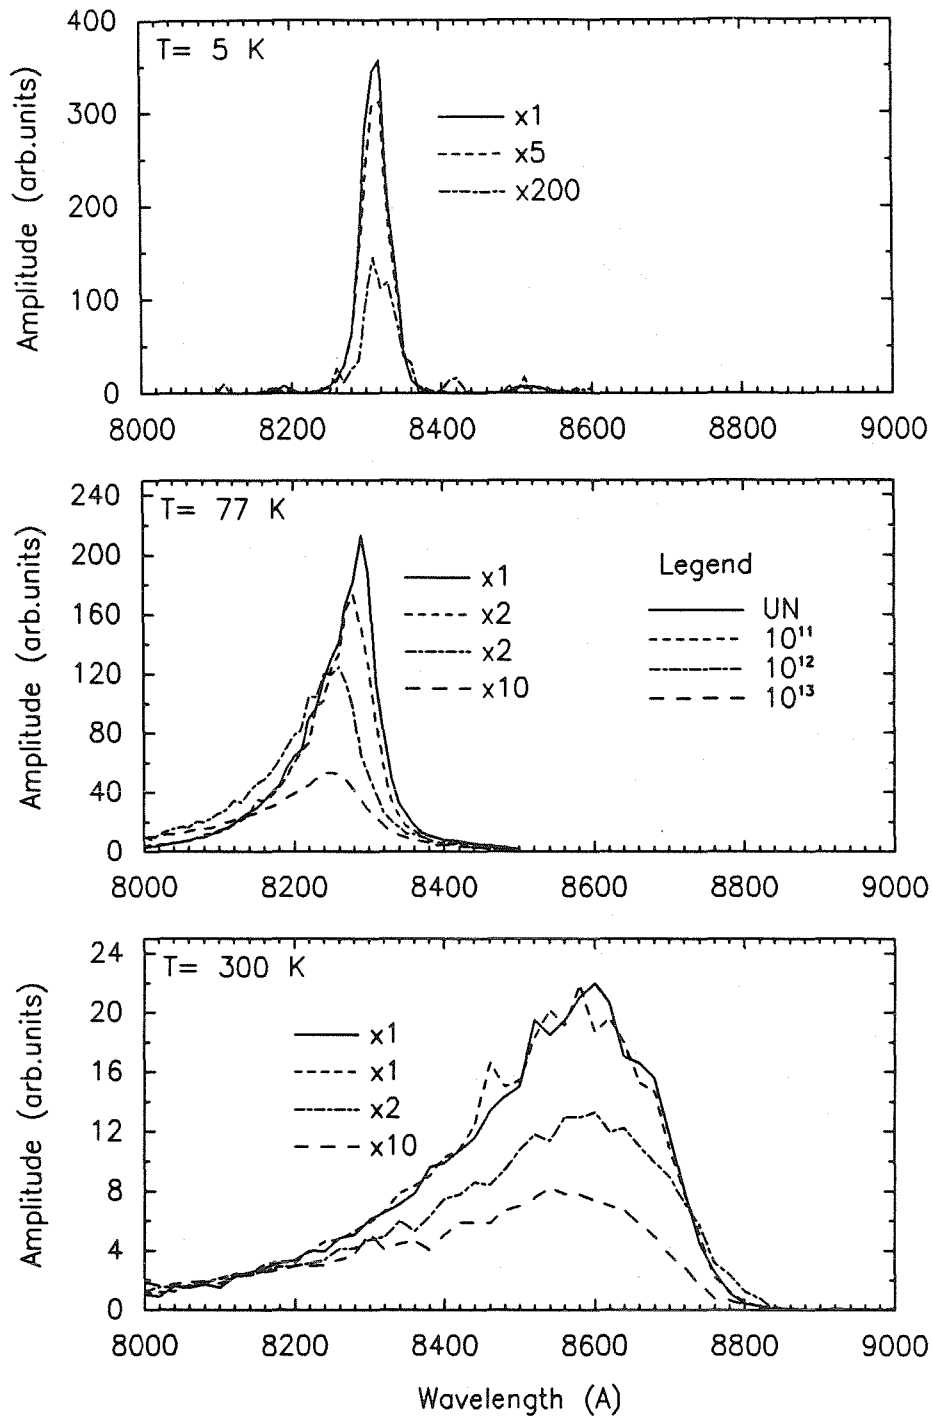 400
300
200
100
0
Amplitude (arb.units)
T= 5 K
x1
x5
x200
8000 8200 8400 8600 8800 9000
240
200
160
120
80
40
0
Amplitude (arb.units)
T= 77 K
x1
x2
x2
x10
Legend
UN
10¹¹
10¹²
10¹³
8000 8200 8400 8600 8800 9000
24
20
16
12
8
4
0
Amplitude (arb.units)
T= 300 K
x1
x1
x2
x10
8000 8200 8400 8600 8800 9000
Wavelength (A)